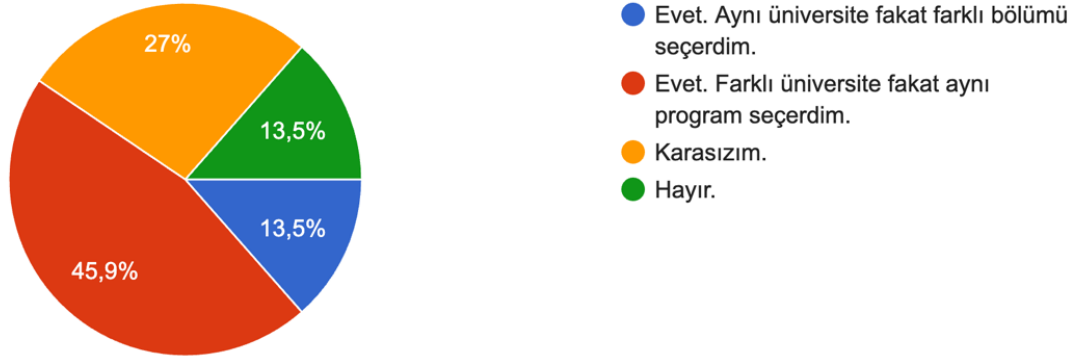 27%
13,5%
13,5%
45,9%
Evet. Aynı üniversite fakat farklı bölümü
seçerdim.
Evet. Farklı üniversite fakat aynı
program seçerdim.
Karasızım.
Hayır.